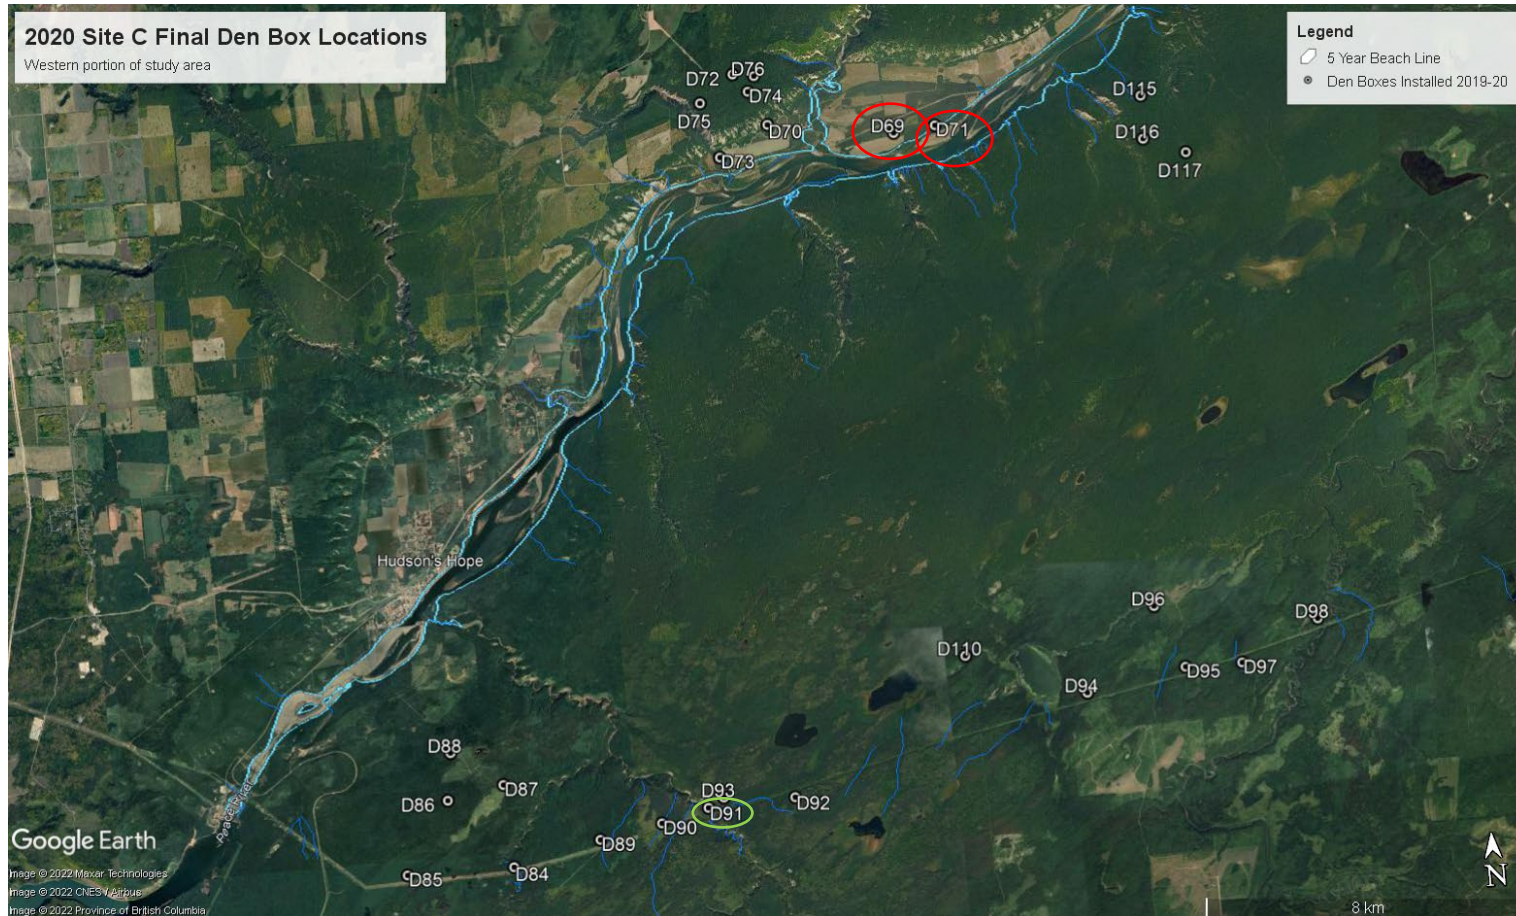 2020 Site C Final Den Box Locations
Western portion of study area
Legend
5 Year Beach Line
Den Boxes Installed 2019-20
D72
D76
D74
D75
D70
D73
D69
D71
D115
D116
D117
Hudson's Hope
D96
D98
D110
D95
D97
D94
D88
D87
D86
D93
D92
D91
D90
D89
D84
D85
Peace River
Google Earth
Image © 2022 Maxar Technologies
Image © 2022 CNES / Airbus
Image © 2022 Province of British Columbia
N
8 km